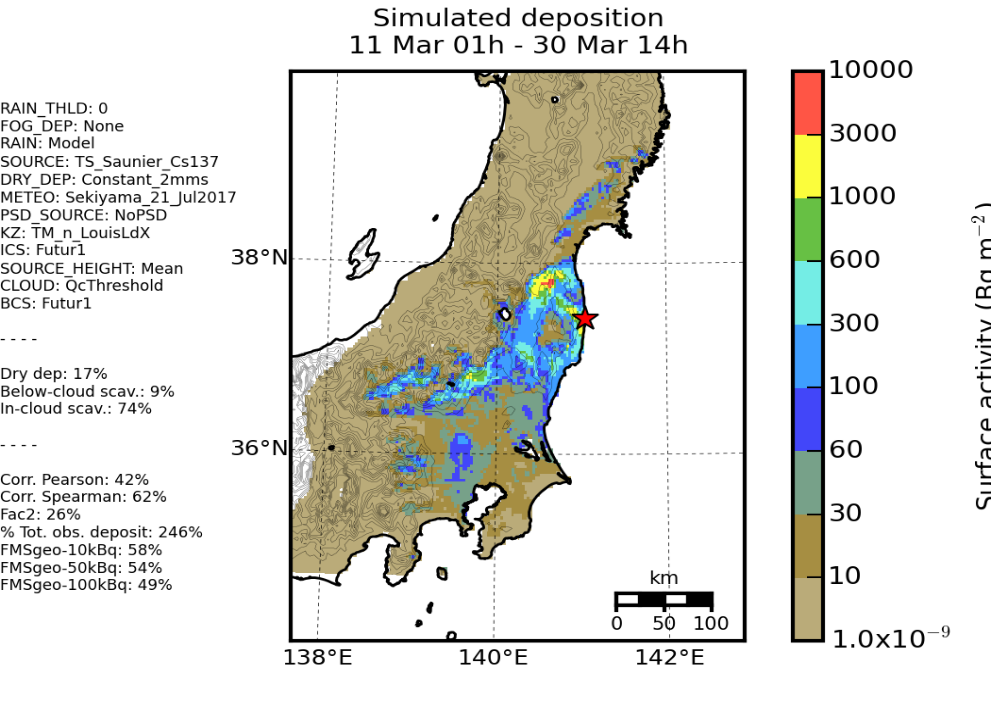 Simulated deposition
11 Mar 01h - 30 Mar 14h
RAIN_THLD: 0
FOG_DEP: None
RAIN: Model
SOURCE: TS_Saunier_Cs137
DRY_DEP: Constant_2mms
METEO: Sekiyama_21_Jul2017
PSD_SOURCE: NoPSD
KZ: TM_n_LouisLdX
ICS: Futur1
SOURCE_HEIGHT: Mean
CLOUD: QcThreshold
BCS: Futur1
- - - -
Dry dep: 17%
Below-cloud scav.: 9%
In-cloud scav.: 74%
- - - -
Corr. Pearson: 42%
Corr. Spearman: 62%
Fac2: 26%
% Tot. obs. deposit: 246%
FMSgeo-10kBq: 58%
FMSgeo-50kBq: 54%
FMSgeo-100kBq: 49%
38°N
36°N
138°E
140°E
142°E
km
0 50 100
10000
3000
1000
600
300
100
60
30
10
1.0x10⁻⁹
Surface activity (Bq m⁻²)